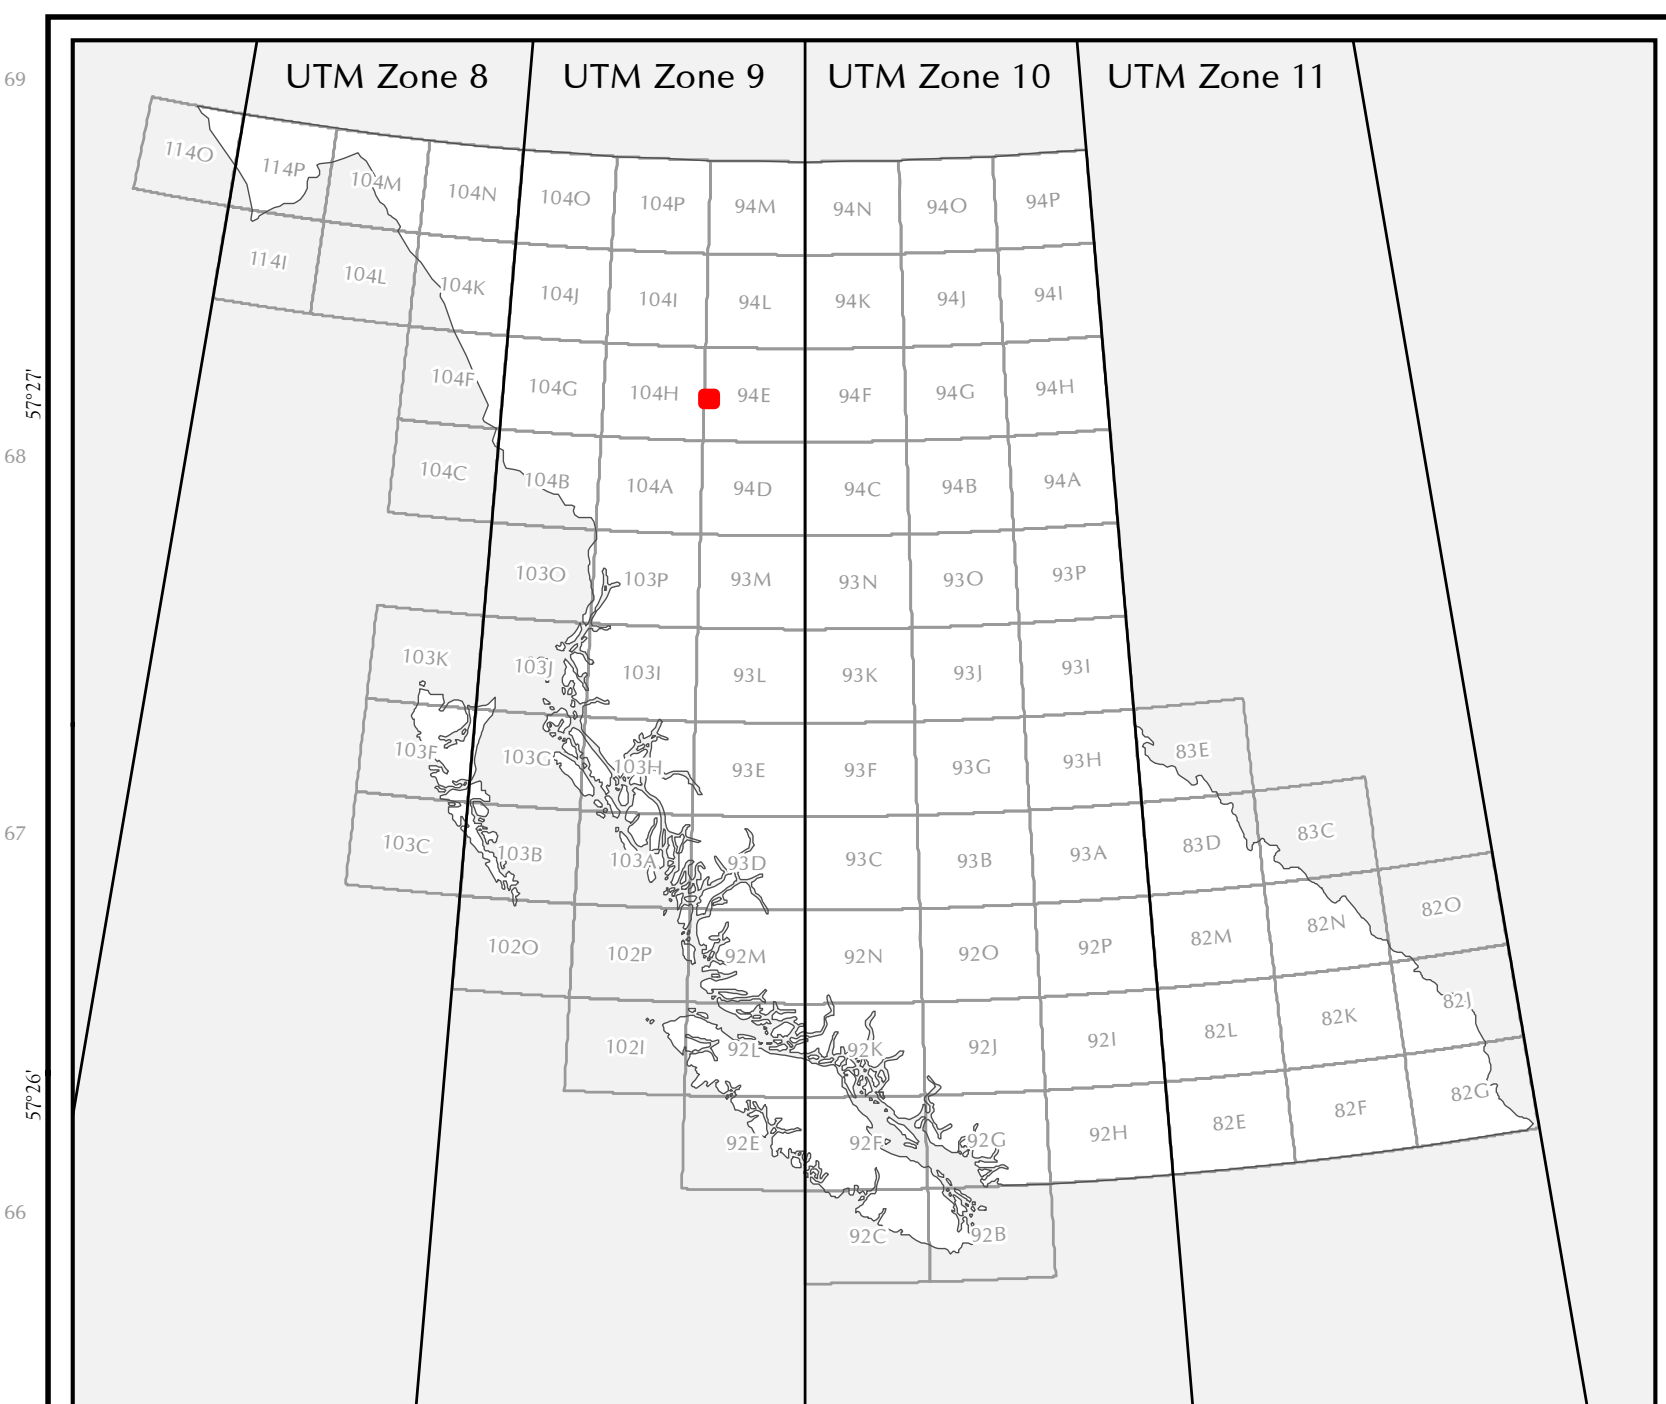 UTM Zone 8 UTM Zone 9 UTM Zone 10 UTM Zone 11
69
114O 114P 104M 104N 104O 104P 94M 94N 94O 94P
114I 104L 104K 104J 104I 94L 94K 94J 94I
57°27'
104F 104G 104H 94E 94F 94G 94H
68
104C 104B 104A 94D 94C 94B 94A
103O 103P 93M 93N 93O 93P
103K 103J 103I 93L 93K 93J 93I
103F 103G 103H 93E 93F 93G 93H 83E
67
103C 103B 103A 93D 93C 93B 93A 83D 83C
102O 102P 92M 92N 92O 92P 82M 82N 82O
102I 92L 92K 92J 92I 82L 82K 82J
57°26'
92E 92F 92G 92H 82E 82F 82G
66
92C 92B